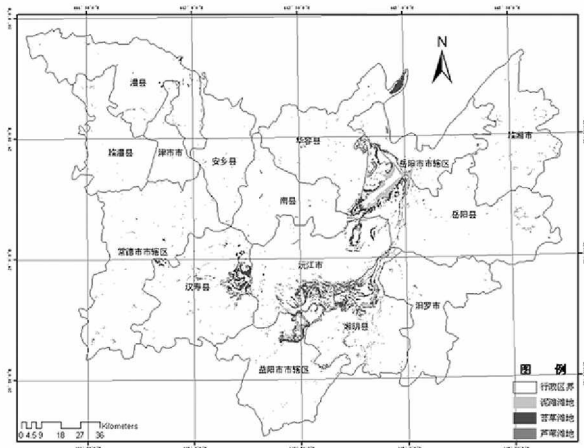 N
澧县
临澧县
津市市
安乡县
华容县
南县
岳阳市市辖区
临湘市
岳阳县
常德市市辖区
汉寿县
沅江市
湘阴县
汨罗市
岳阳市市辖区
图 例
行政区界
泥滩滩地
苔草滩地
芦苇滩地
Kilometers
0 4.5 9 18 27 36